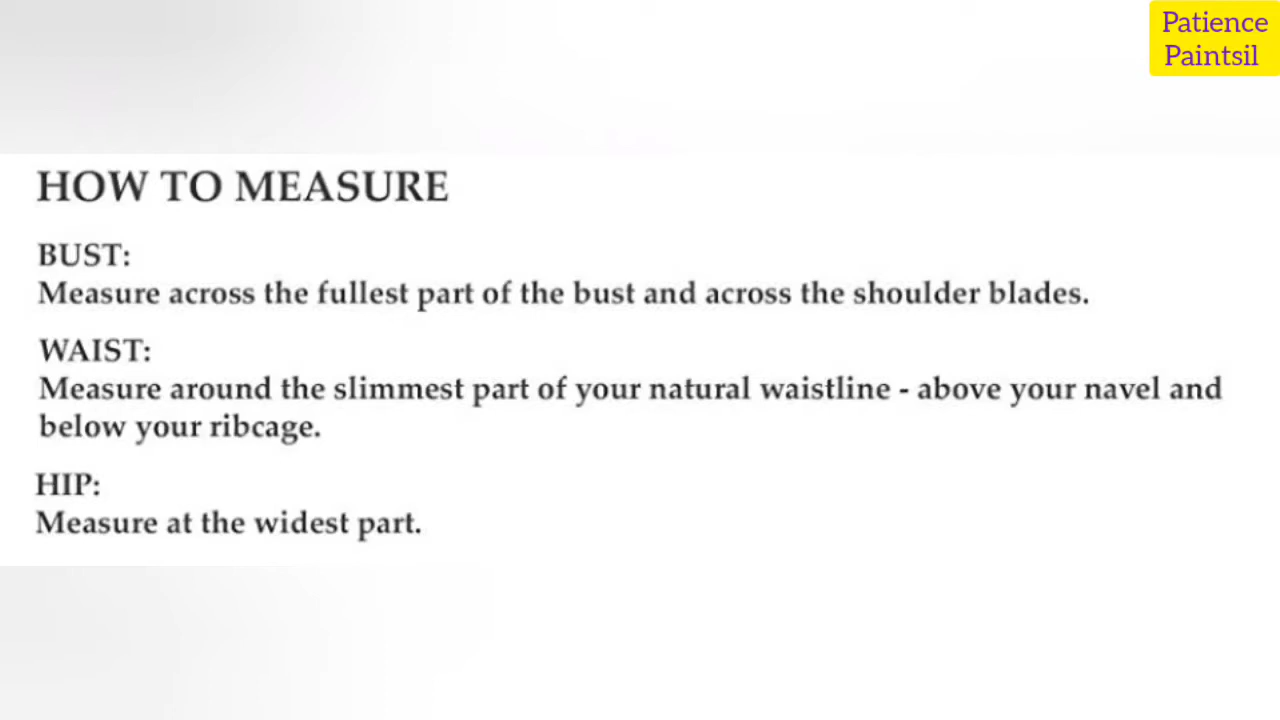 Patience
Paintsil
HOW TO MEASURE
BUST:
Measure across the fullest part of the bust and across the shoulder blades.
WAIST:
Measure around the slimmest part of your natural waistline - above your navel and
below your ribcage.
HIP:
Measure at the widest part.